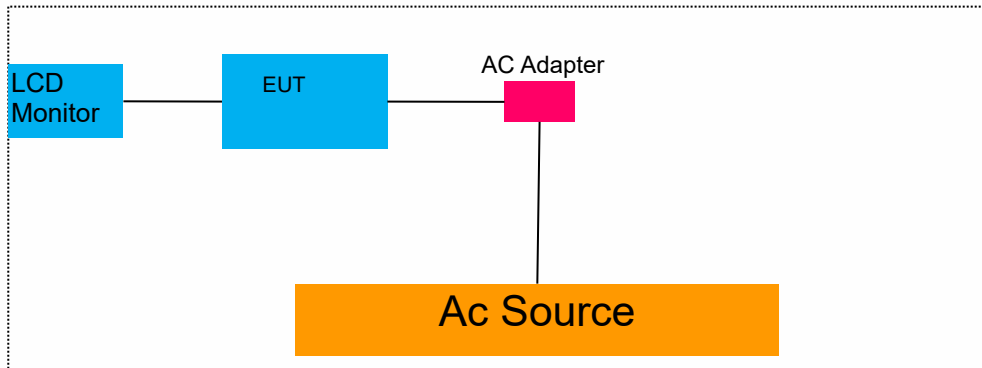 LCD
Monitor
EUT
AC Adapter
Ac Source